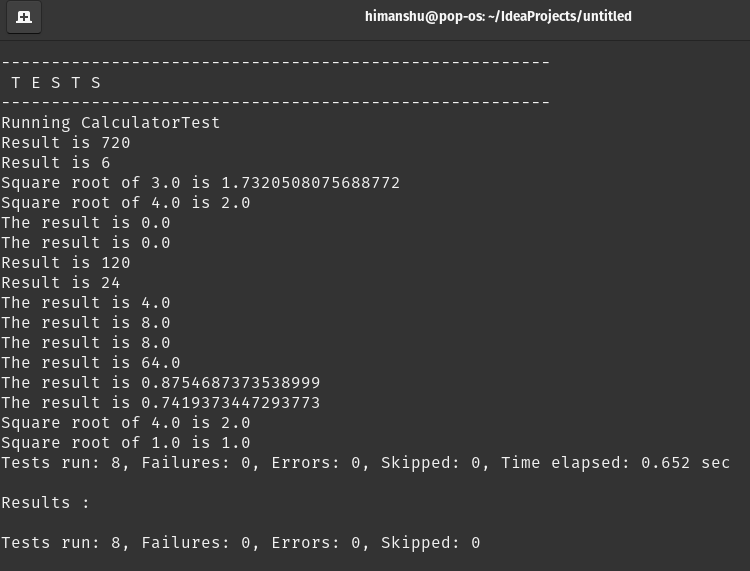 himanshu@pop-os: ~/IdeaProjects/untitled
-------------------------------------------------------
 T E S T S
-------------------------------------------------------
Running CalculatorTest
Result is 720
Result is 6
Square root of 3.0 is 1.7320508075688772
Square root of 4.0 is 2.0
The result is 0.0
The result is 0.0
Result is 120
Result is 24
The result is 4.0
The result is 8.0
The result is 8.0
The result is 64.0
The result is 0.8754687373538999
The result is 0.7419373447293773
Square root of 4.0 is 2.0
Square root of 1.0 is 1.0
Tests run: 8, Failures: 0, Errors: 0, Skipped: 0, Time elapsed: 0.652 sec
Results :
Tests run: 8, Failures: 0, Errors: 0, Skipped: 0